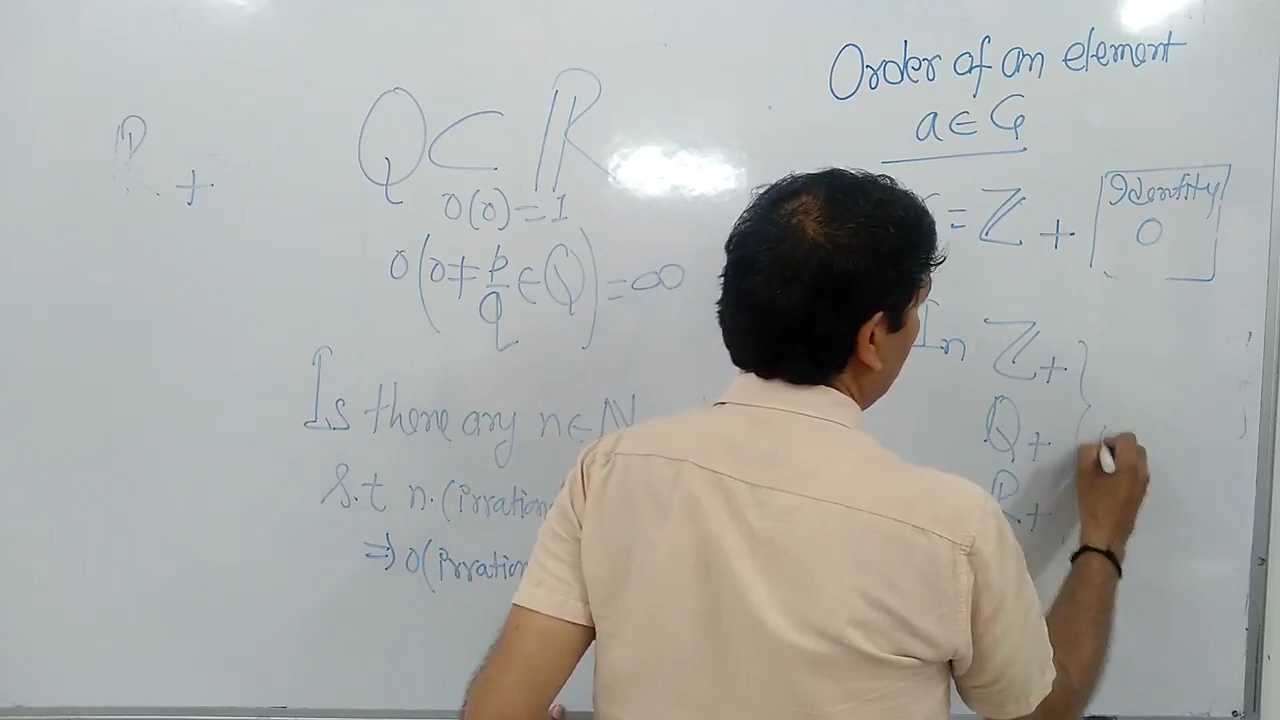 Order of an element
a ∈ G
R +
Q ⊂ R
o(0) = 1
o(0 ≠ p/q ∈ Q) = ∞
Is there any n ∈ N
s.t n.(irration
⇒ o(irration
= Z +
Identity
0
In Z +
Q +
R +